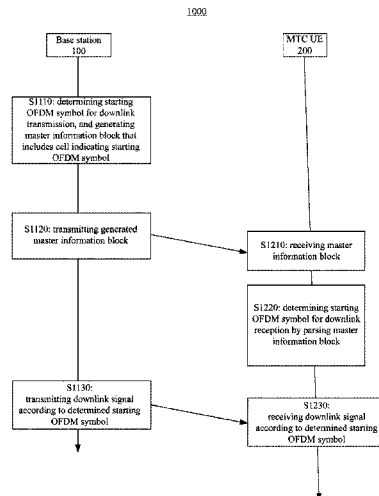 1000
Base station
100
MTC UE
200
S1110: determining starting
OFDM symbol for downlink
transmission, and generating
master information block that
includes cell indicating starting
OFDM symbol
S1120: transmitting generated
master information block
S1210: receiving master
information block
S1220: determining starting
OFDM symbol for downlink
reception by parsing master
information block
S1130:
transmitting downlink signal
according to determined starting
OFDM symbol
S1230:
receiving downlink signal
according to determined starting
OFDM symbol